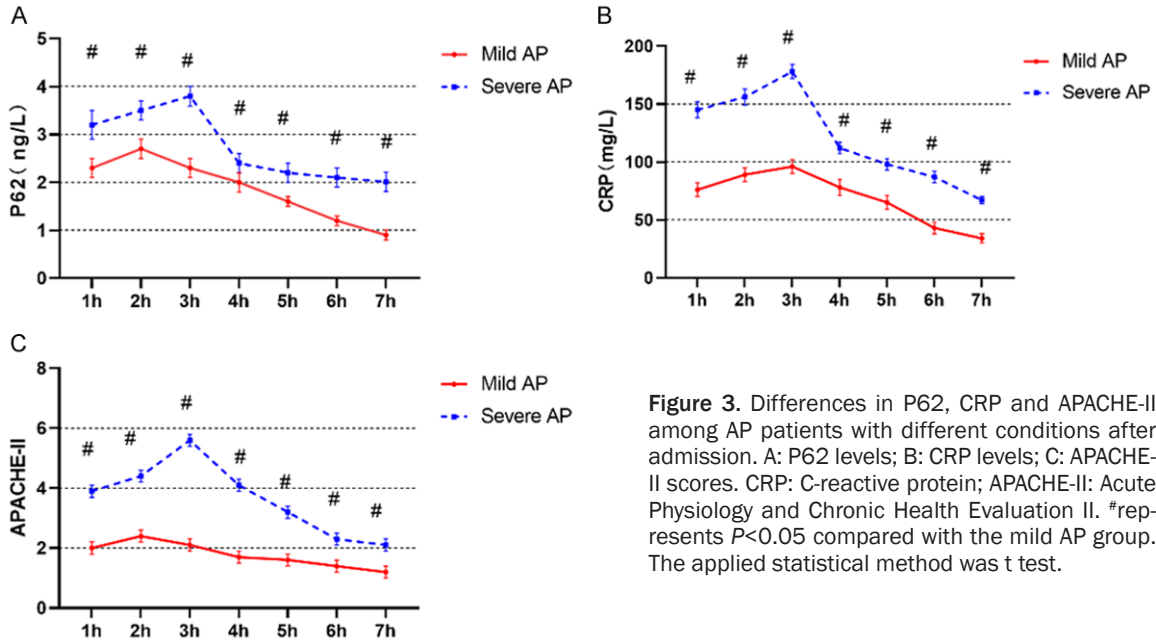 A
P62 ( ng/L)
5
4
3
2
1
0
# # # # # # #
1h 2h 3h 4h 5h 6h 7h
Mild AP
Severe AP
B
CRP (mg/L)
200
150
100
50
0
# # # # # # #
1h 2h 3h 4h 5h 6h 7h
Mild AP
Severe AP
C
APACHE-II
8
6
4
2
0
# # # # # # #
1h 2h 3h 4h 5h 6h 7h
Mild AP
Severe AP
Figure 3. Differences in P62, CRP and APACHE-II
among AP patients with different conditions after
admission. A: P62 levels; B: CRP levels; C: APACHE-
II scores. CRP: C-reactive protein; APACHE-II: Acute
Physiology and Chronic Health Evaluation II. #rep-
resents P<0.05 compared with the mild AP group.
The applied statistical method was t test.